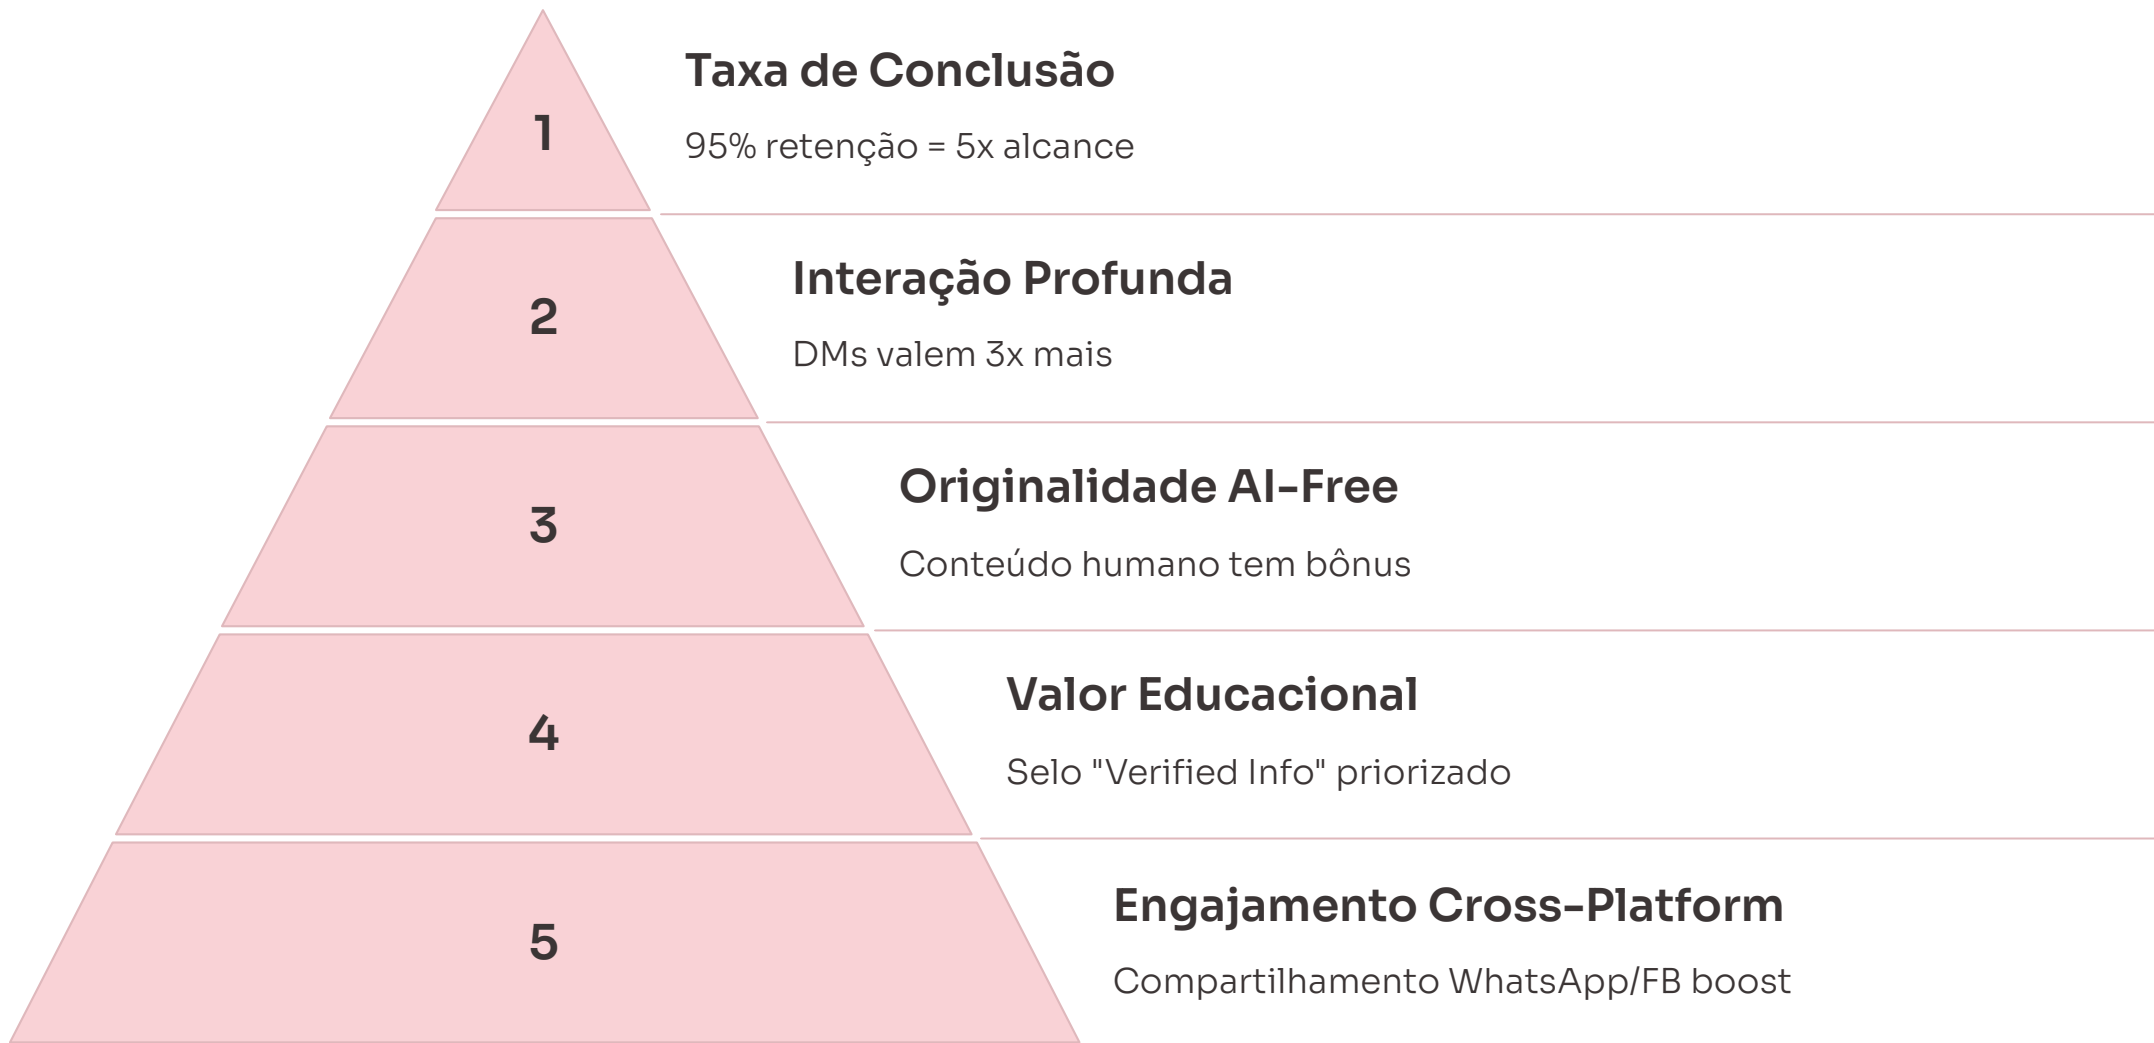 1
Taxa de Conclusão
95% retenção = 5x alcance
2
Interação Profunda
DMs valem 3x mais
3
Originalidade AI-Free
Conteúdo humano tem bônus
4
Valor Educacional
Selo "Verified Info" priorizado
5
Engajamento Cross-Platform
Compartilhamento WhatsApp/FB boost